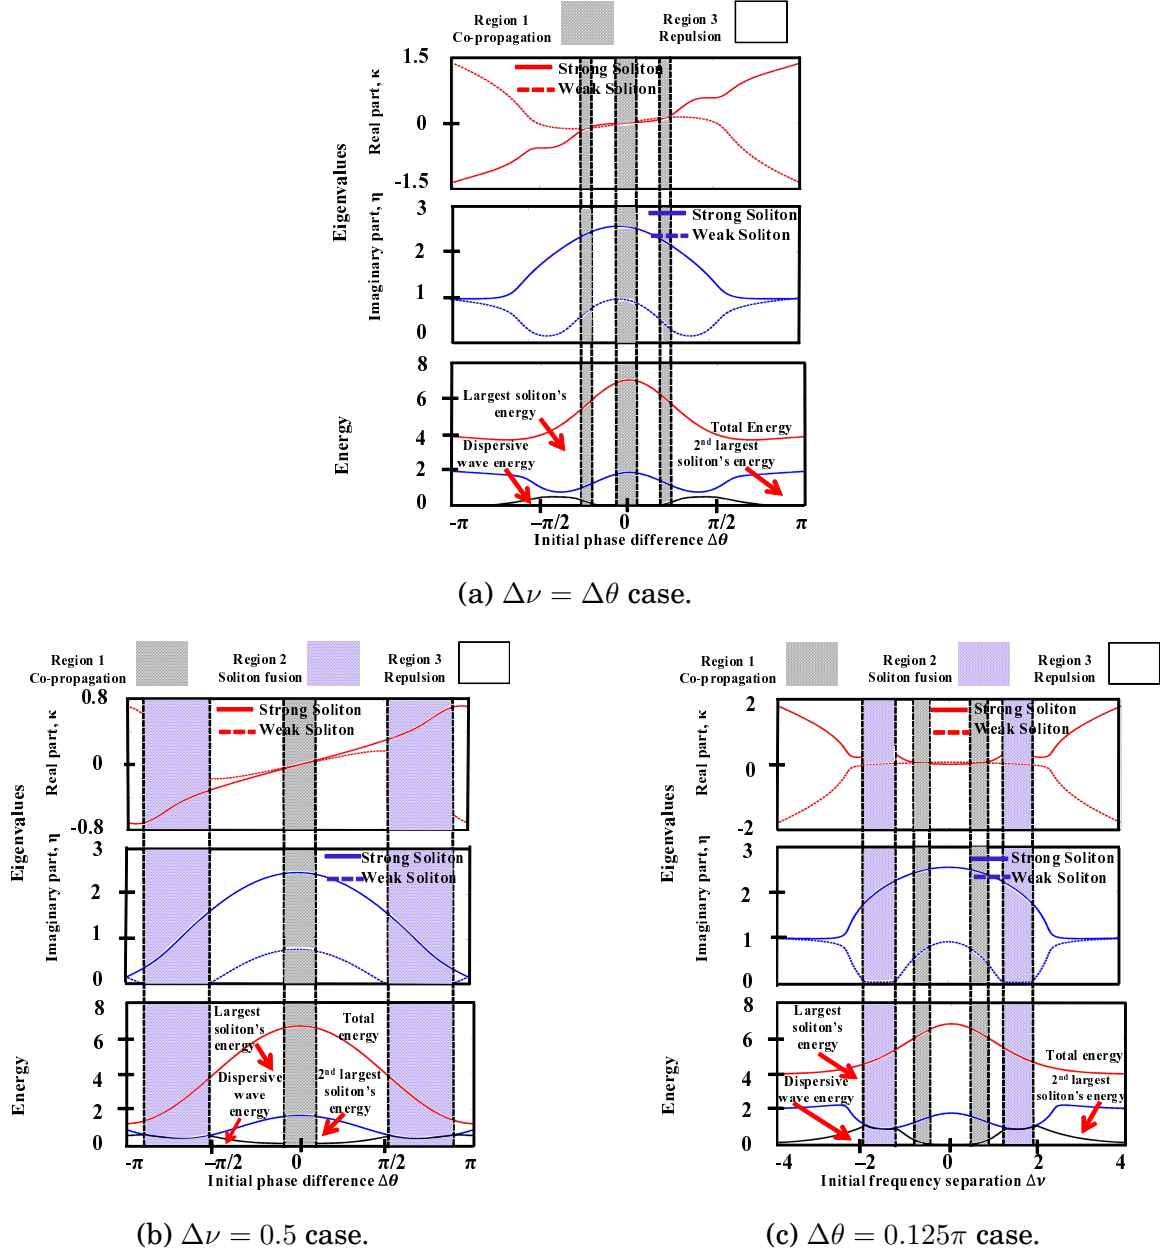 Region 1
Co-propagation
Region 3
Repulsion
1.5
0
-1.5
Real part, κ
Strong Soliton
Weak Soliton
Eigenvalues
3
2
1
0
Imaginary part, η
Strong Soliton
Weak Soliton
8
6
4
2
0
Energy
Largest soliton's
energy
Dispersive
wave energy
Total Energy
2nd largest
soliton's energy
-π
−π/2
0
π/2
π
Initial phase difference Δθ
(a) Δν = Δθ case.
Region 1
Co-propagation
Region 2
Soliton fusion
Region 3
Repulsion
0.8
0
-0.8
Real part, κ
Strong Soliton
Weak Soliton
Eigenvalues
3
2
1
0
Imaginary part, η
Strong Soliton
Weak Soliton
8
6
4
2
0
Energy
Largest
soliton's
energy
Total
energy
Dispersive
wave
energy
2nd largest
soliton's
energy
-π
−π/2
0
π/2
π
Initial phase difference Δθ
(b) Δν = 0.5 case.
Region 1
Co-propagation
Region 2
Soliton fusion
Region 3
Repulsion
2
0
-2
Real part, κ
Strong Soliton
Weak Soliton
Eigenvalues
3
2
1
0
Imaginary part, η
Strong Soliton
Weak Soliton
8
6
4
2
0
Energy
Largest
soliton's
energy
Dispersive
wave energy
Total energy
2nd largest
soliton's energy
-4
−2
0
2
4
Initial frequency separation Δν
(c) Δθ = 0.125π case.